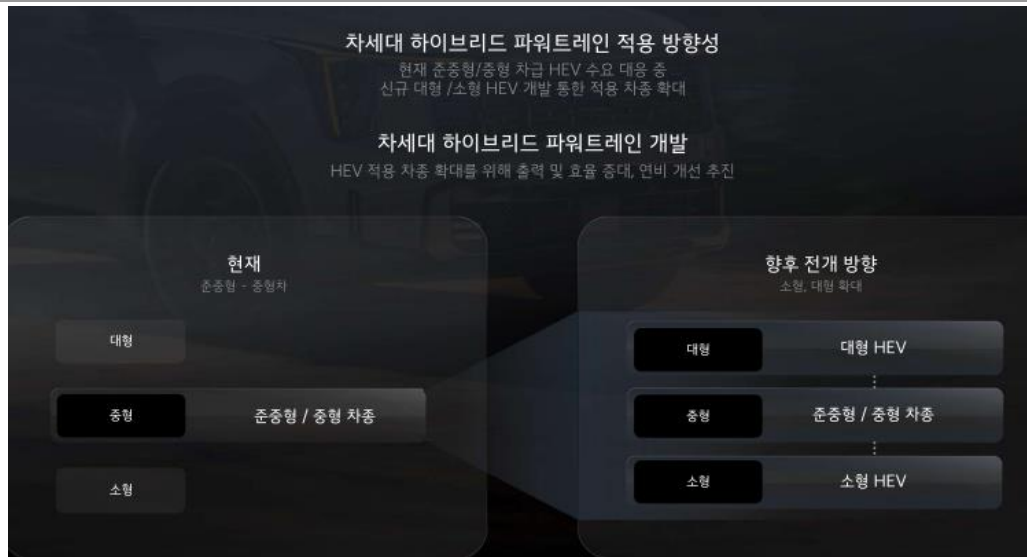 차세대 하이브리드 파워트레인 적용 방향성
현재 준중형/중형 차급 HEV 수요 대응 중
신규 대형 /소형 HEV 개발 통한 적용 차종 확대
차세대 하이브리드 파워트레인 개발
HEV 적용 차종 확대를 위해 출력 및 효율 증대, 연비 개선 추진
현재
준중형 - 중형차
대형
중형
준중형 / 중형 차종
소형
향후 전개 방향
소형, 대형 확대
대형
대형 HEV
중형
준중형 / 중형 차종
소형
소형 HEV